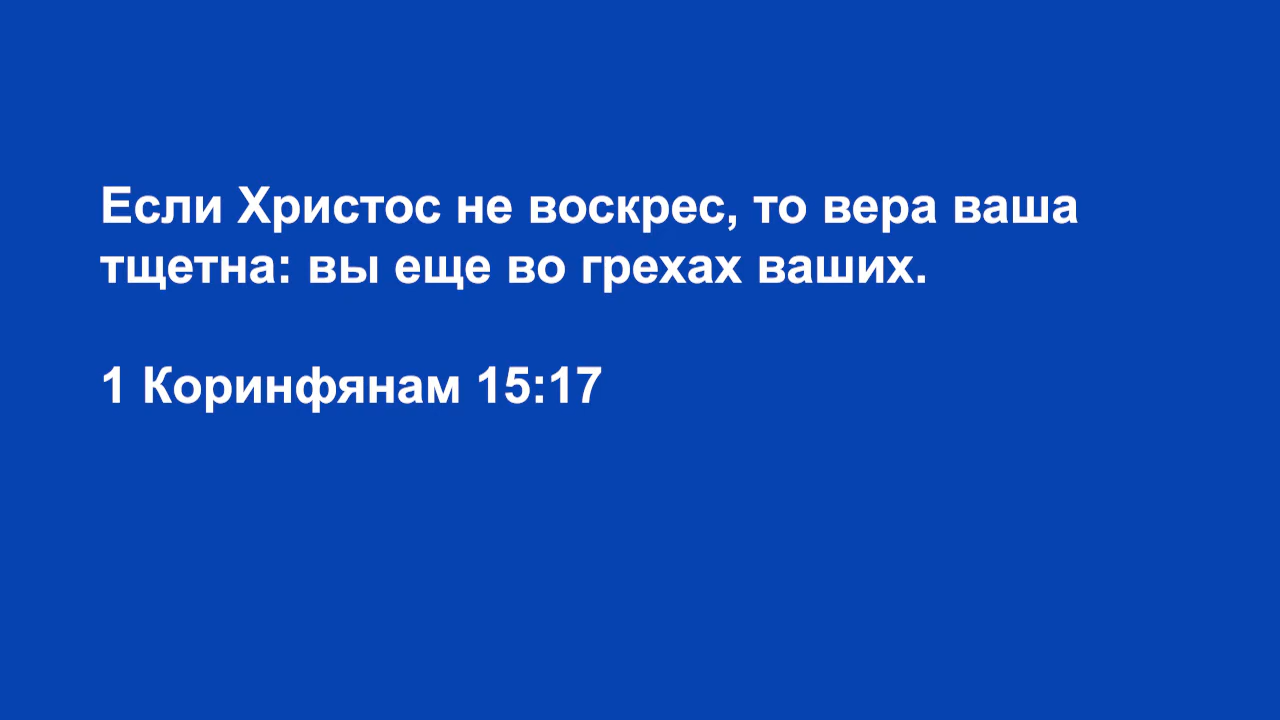 Если Христос не воскрес, то вера ваша
тщетна: вы еще во грехах ваших.
1 Коринфянам 15:17